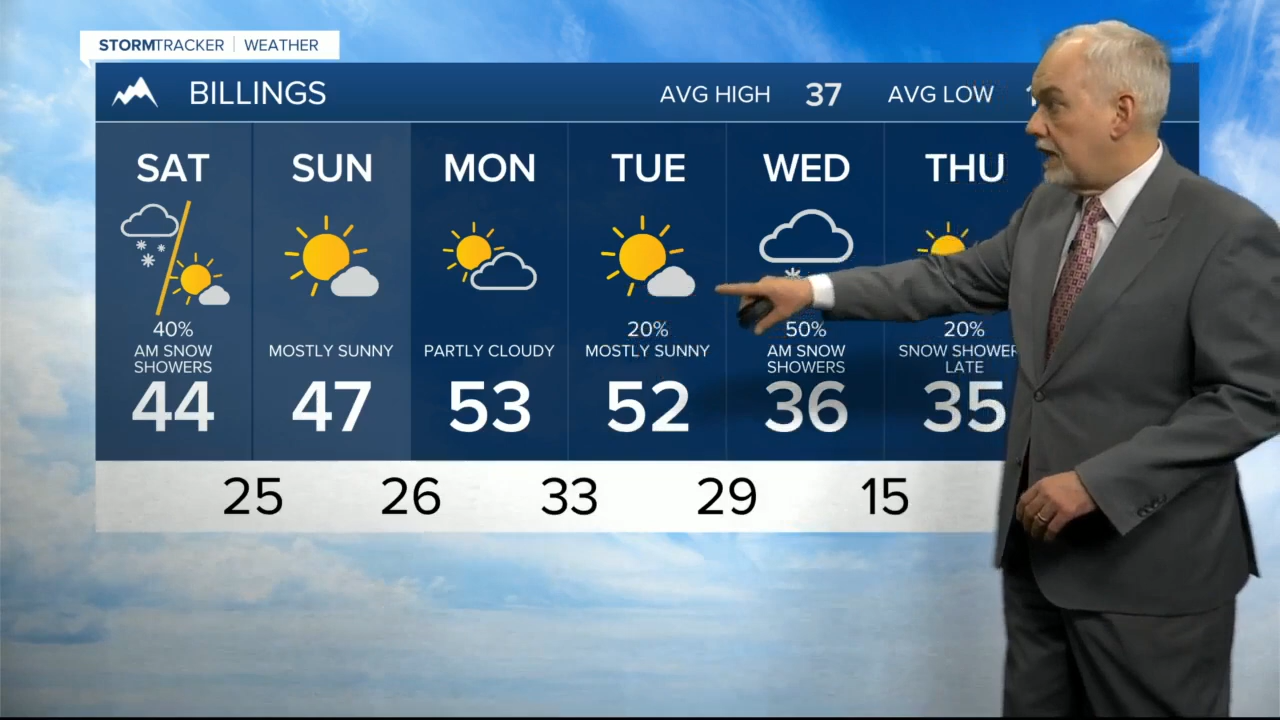 STORMTRACKER | WEATHER
BILLINGS AVG HIGH 37 AVG LOW
SAT SUN MON TUE WED THU
40% 20% 50% 20%
AM SNOW MOSTLY SUNNY PARTLY CLOUDY MOSTLY SUNNY AM SNOW SNOW SHOWER
SHOWERS SHOWERS LATE
44 47 53 52 36 35
25 26 33 29 15